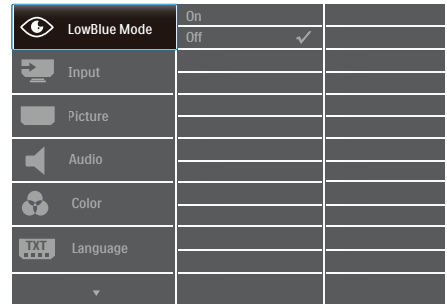 LowBlue Mode
On
Off
Input
Picture
Audio
Color
TXT
Language